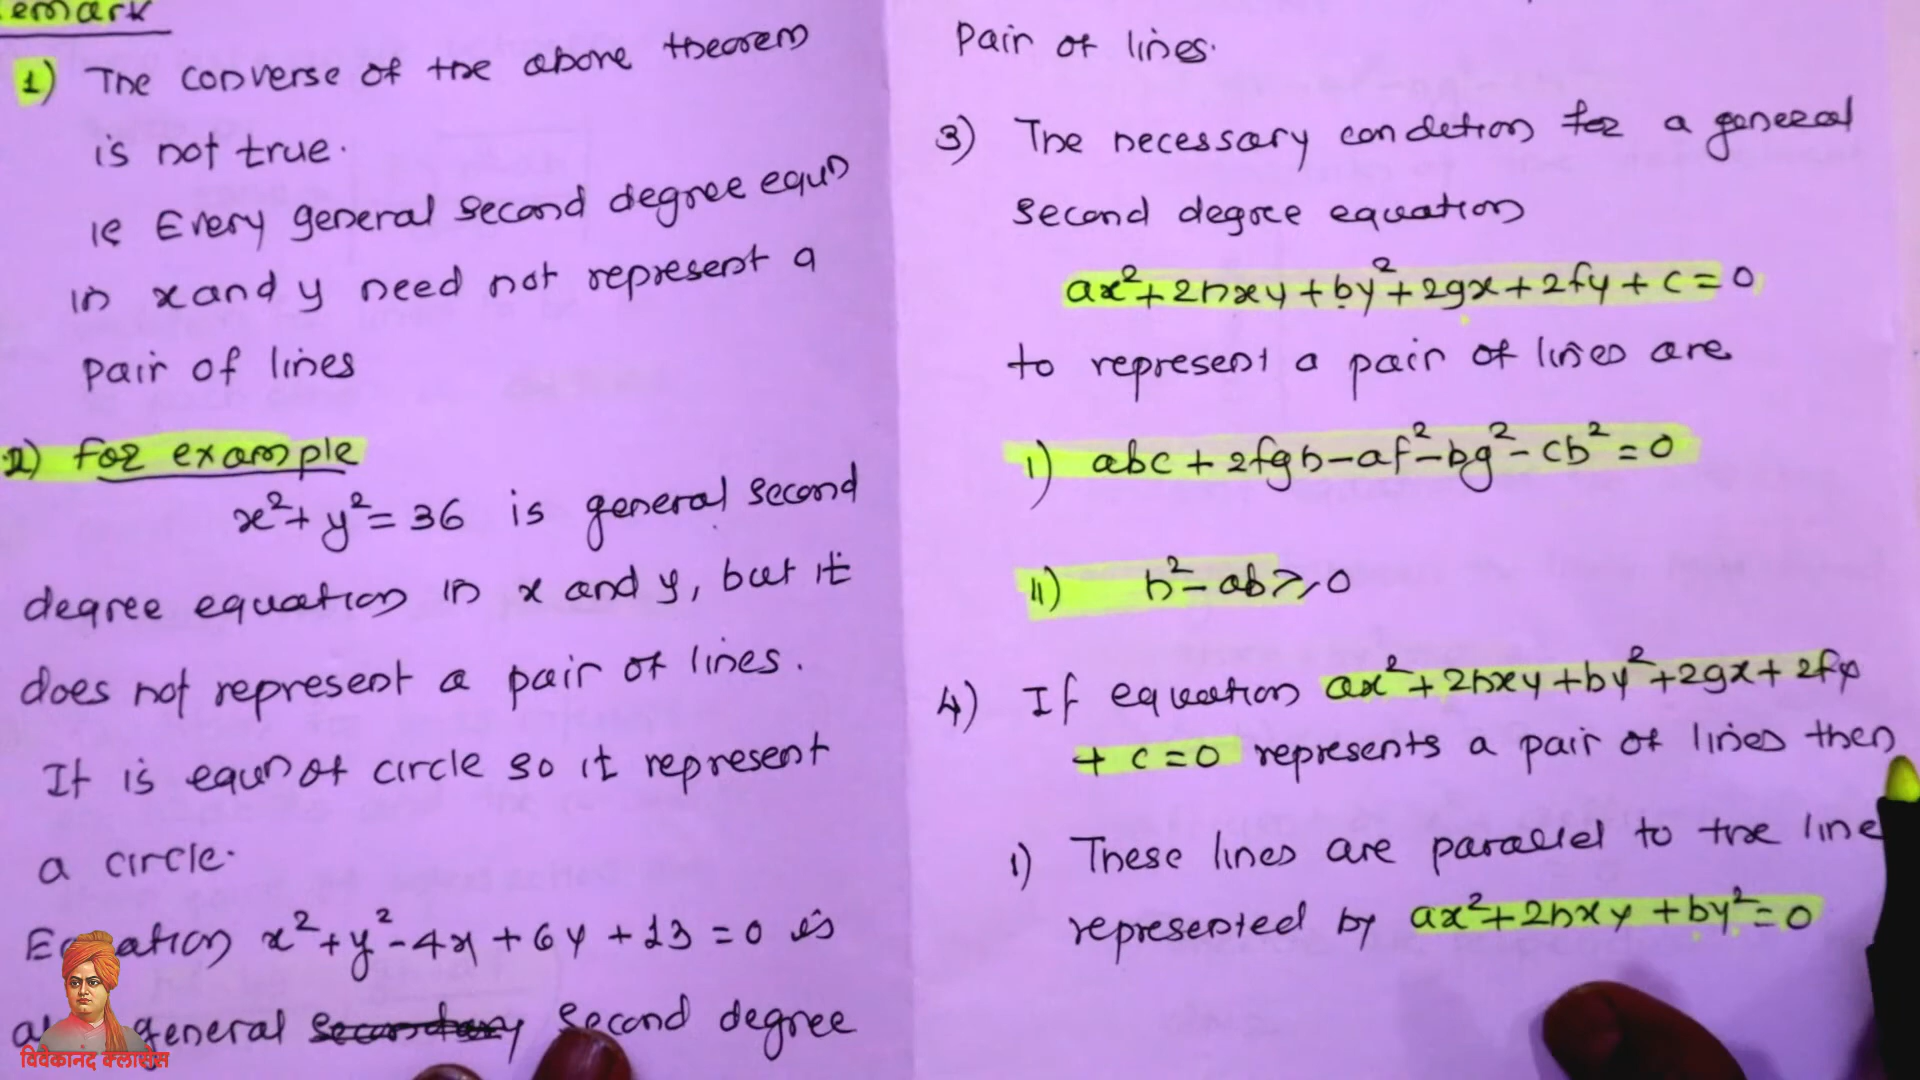 emark
1) The converse of the above theorem
is not true.
ie Every general second degree equn
in x and y need not represent a
pair of lines
2) for example
x²+y²=36 is general second
degree equation in x and y, but it
does not represent a pair of lines.
It is equn of circle so it represent
a circle.
Equation x²+y²-4x+6y+13=0 is
general second degree
विवेकानंद क्लासेस
pair of lines.
3) The necessary condetion for a general
second degree equation
ax²+2hxy+by²+2gx+2fy+c=0
to represent a pair of lines are
i) abc+2fgh-af²-bg²-ch²=0
ii) h²-ab≥0
4) If equation ax²+2hxy+by²+2gx+2fy
+c=0 represents a pair of lines then
i) These lines are parallel to the line
represented by ax²+2hxy+by²=0